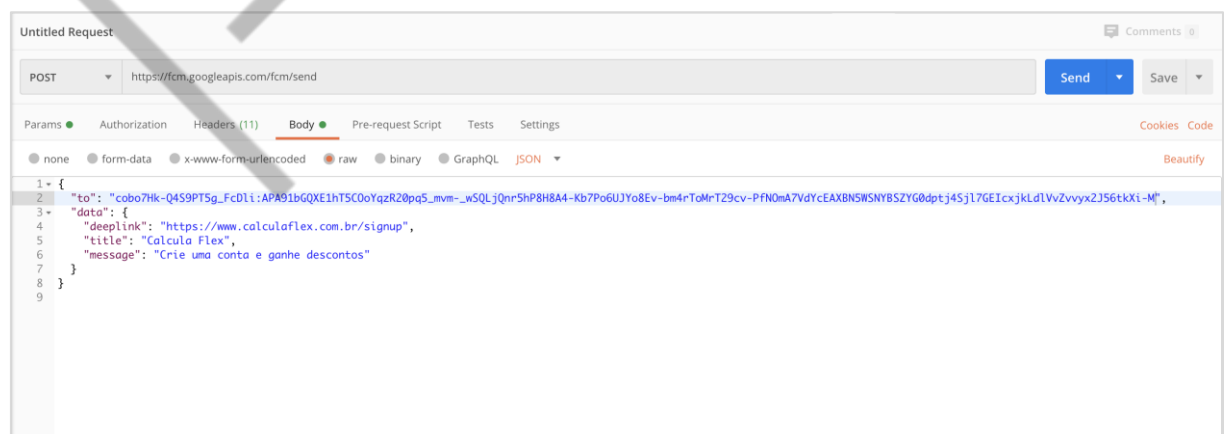 Untitled Request
Comments 0
POST https://fcm.googleapis.com/fcm/send Send Save
Params Authorization Headers (11) Body Pre-request Script Tests Settings Cookies Code
none form-data x-www-form-urlencoded raw binary GraphQL JSON Beautify
1 {
2 "to": "cobo7Hk-Q4S9PT5g_FcDli:APA91bGQXE1hT5COoYqzR20pq5_mvm-_wSQLjQnr5hP8H8A4-Kb7Po6UJYo8Ev-bm4rToMrT29cv-PfNOmA7VdYcEAXBN5WSNYBSZYG0dptj4Sjl7GEIcxjkLdlVvZvvyx2J56tkXi-M",
3 "data": {
4 "deeplink": "https://www.calculaflex.com.br/signup",
5 "title": "Calcula Flex",
6 "message": "Crie uma conta e ganhe descontos"
7 }
8 }
9